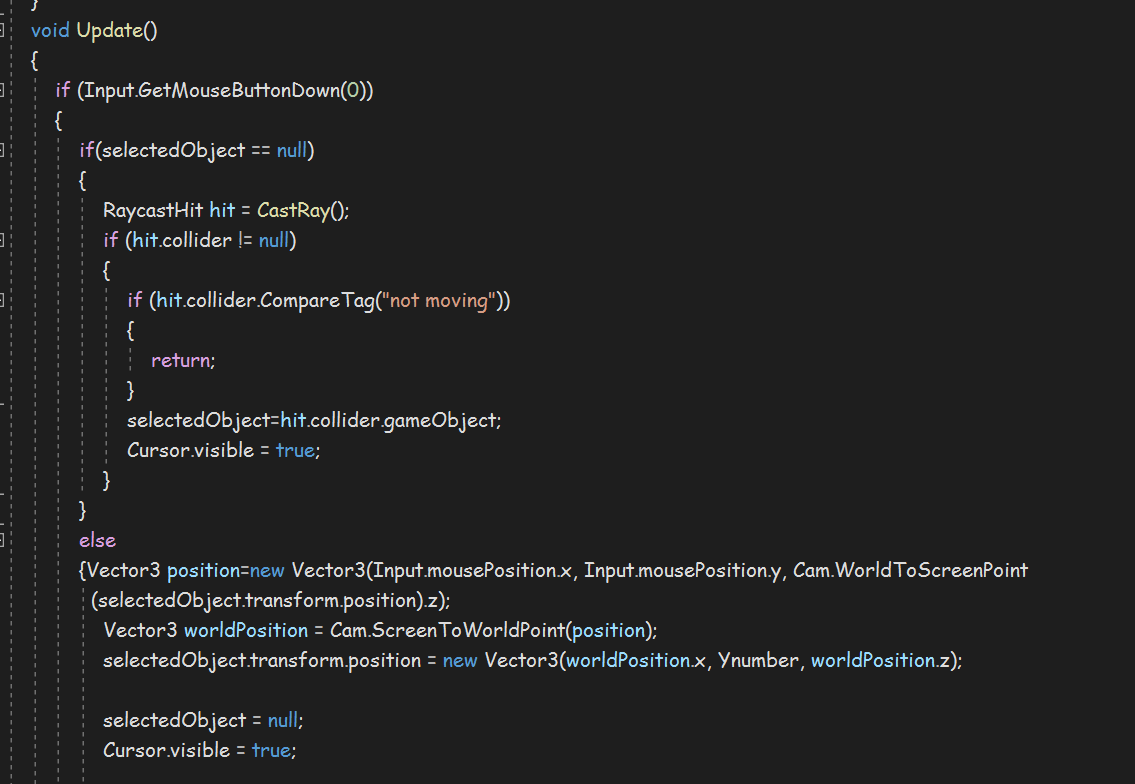 }
void Update()
{
if (Input.GetMouseButtonDown(0))
{
if(selectedObject == null)
{
RaycastHit hit = CastRay();
if (hit.collider != null)
{
if (hit.collider.CompareTag("not moving"))
{
return;
}
selectedObject=hit.collider.gameObject;
Cursor.visible = true;
}
}
else
{Vector3 position=new Vector3(Input.mousePosition.x, Input.mousePosition.y, Cam.WorldToScreenPoint
(selectedObject.transform.position).z);
Vector3 worldPosition = Cam.ScreenToWorldPoint(position);
selectedObject.transform.position = new Vector3(worldPosition.x, Ynumber, worldPosition.z);
selectedObject = null;
Cursor.visible = true;